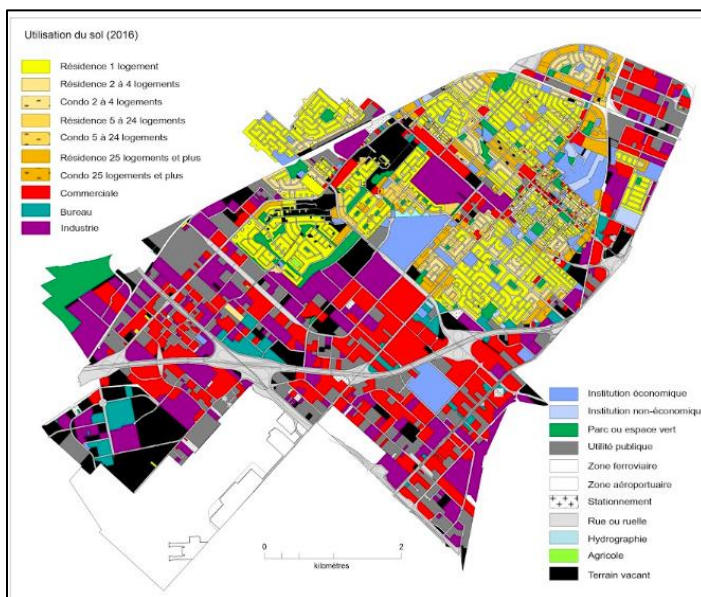 Utilisation du sol (2016)
Résidence 1 logement
Résidence 2 à 4 logements
Condo 2 à 4 logements
Résidence 5 à 24 logements
Condo 5 à 24 logements
Résidence 25 logements et plus
Condo 25 logements et plus
Commerciale
Bureau
Industrie
Institution économique
Institution non-économique
Parc ou espace vert
Utilité publique
Zone ferroviaire
Zone aéroportuaire
Stationnement
Rue ou ruelle
Hydrographie
Agricole
Terrain vacant
0 2
kilomètres